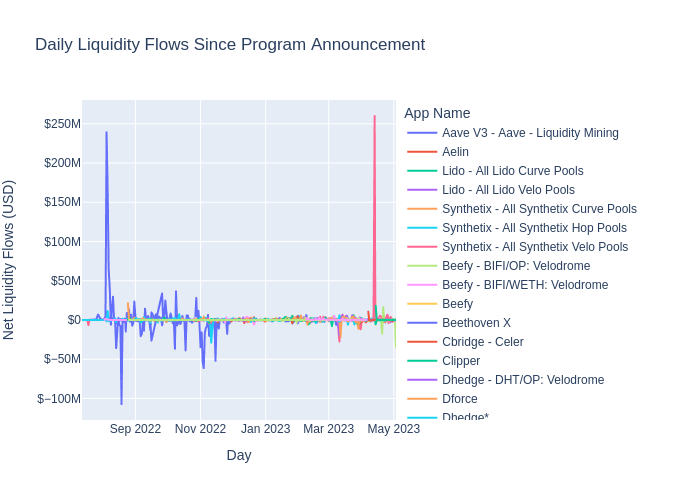 Daily Liquidity Flows Since Program Announcement
App Name
Aave V3 - Aave - Liquidity Mining
Aelin
Lido - All Lido Curve Pools
Lido - All Lido Velo Pools
Synthetix - All Synthetix Curve Pools
Synthetix - All Synthetix Hop Pools
Synthetix - All Synthetix Velo Pools
Beefy - BIFI/OP: Velodrome
Beefy - BIFI/WETH: Velodrome
Beefy
Beethoven X
Cbridge - Celer
Clipper
Dhedge - DHT/OP: Velodrome
Dforce
Dhedge*
$250M
$200M
$150M
$100M
$50M
$0
$−50M
$−100M
Net Liquidity Flows (USD)
Sep 2022
Nov 2022
Jan 2023
Mar 2023
May 2023
Day